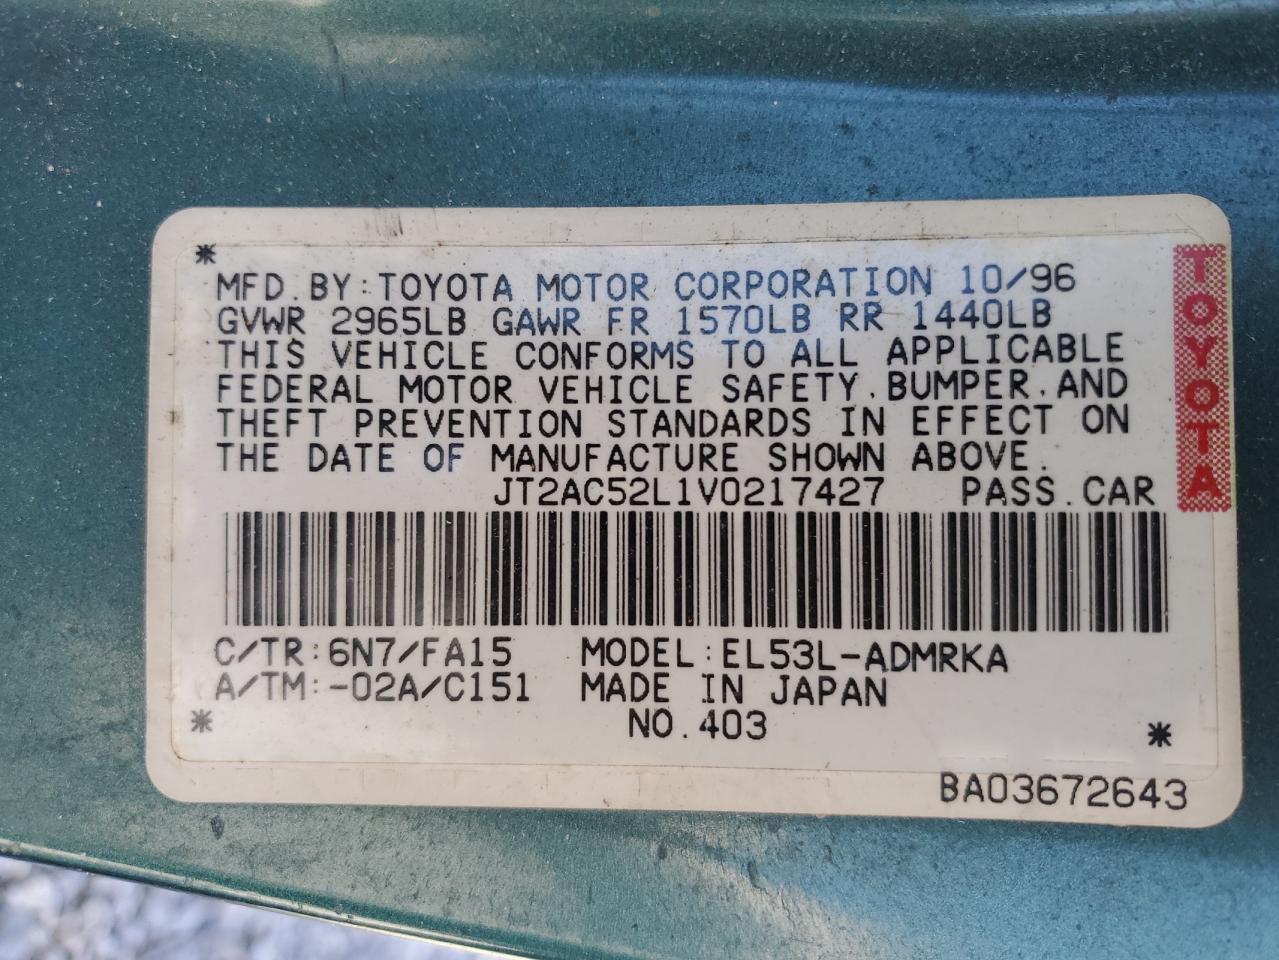 MFD. BY: TOYOTA MOTOR CORPORATION 10/96
GVWR 2965LB GAWR FR 1570LB RR 1440LB
THIS VEHICLE CONFORMS TO ALL APPLICABLE
FEDERAL MOTOR VEHICLE SAFETY, BUMPER, AND
THEFT PREVENTION STANDARDS IN EFFECT ON
THE DATE OF MANUFACTURE SHOWN ABOVE.
JT2AC52L1V0217427 PASS. CAR
C/TR: 6N7/FA15 MODEL: EL53L-ADMRKA
A/TM: -02A/C151 MADE IN JAPAN
NO. 403
BA03672643
TOYOTA